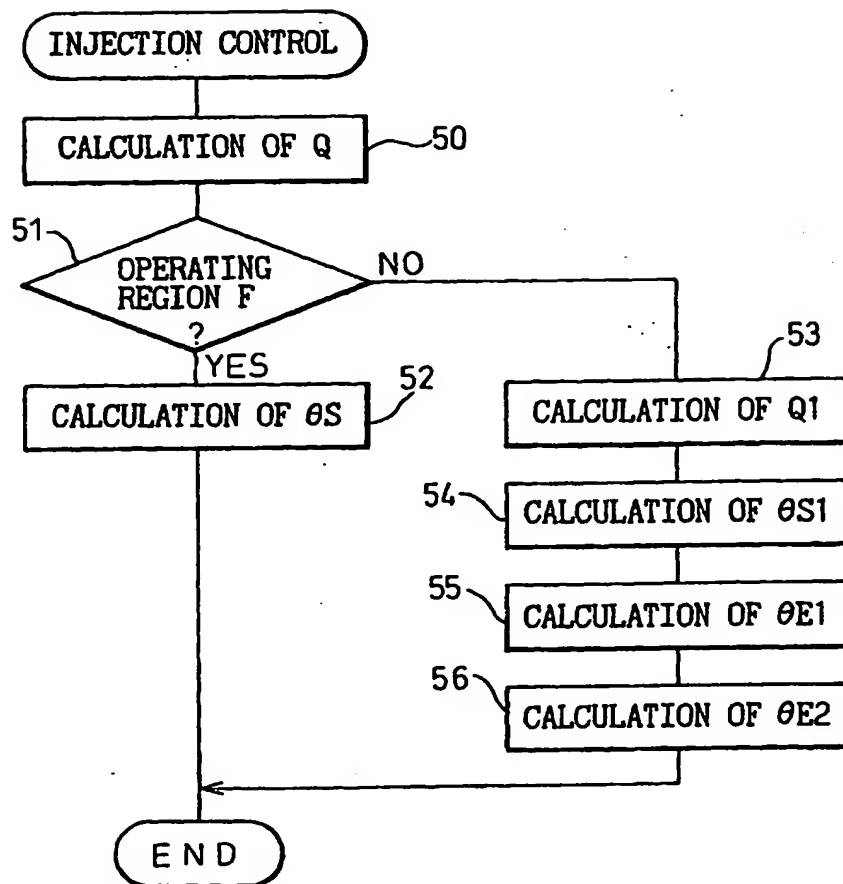 INJECTION CONTROL
CALCULATION OF Q
50
51
OPERATING
REGION F
?
NO
YES
52
CALCULATION OF θS
53
CALCULATION OF Q1
54
CALCULATION OF θS1
55
CALCULATION OF θE1
56
CALCULATION OF θE2
END